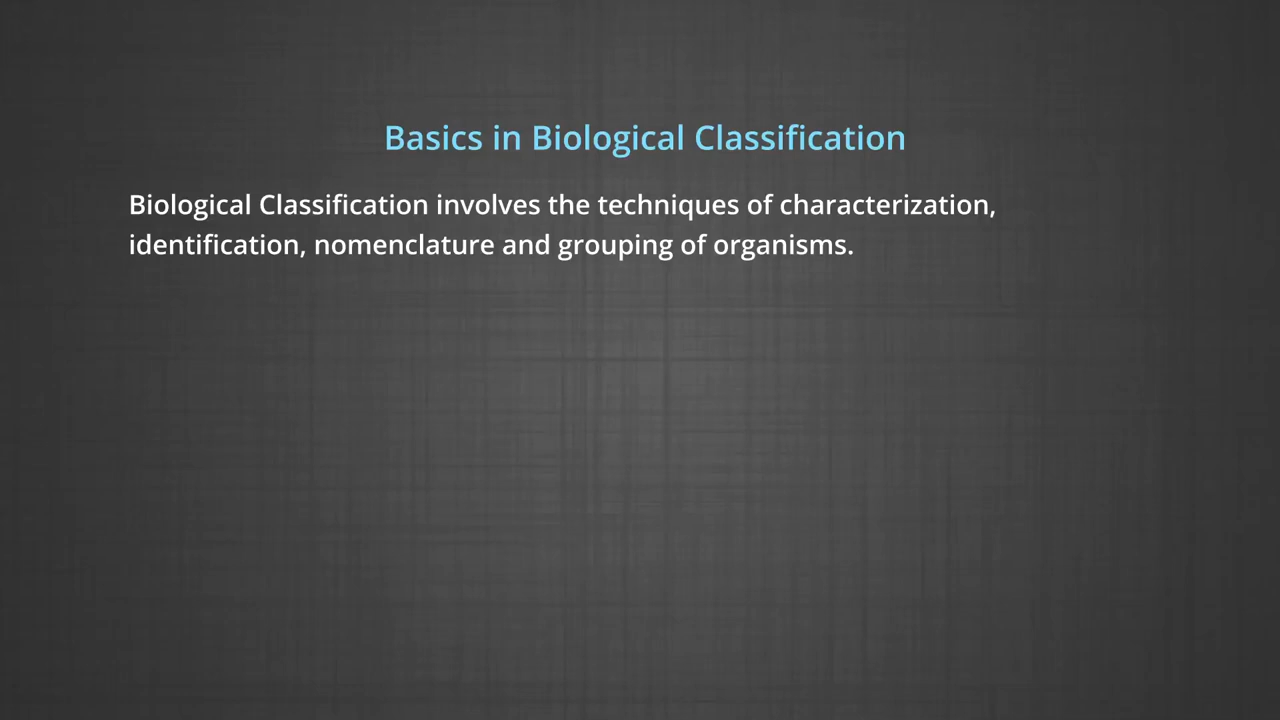 Basics in Biological Classification
Biological Classification involves the techniques of characterization,
identification, nomenclature and grouping of organisms.